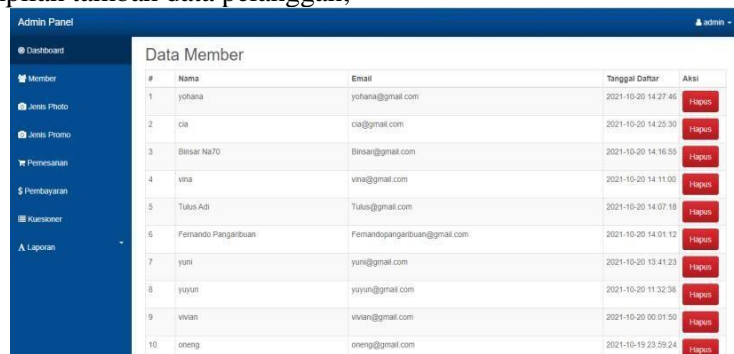 tambah data pelanggan;
Admin Panel
admin
Dashboard
Member
Jenis Photo
Jenis Promo
Pemesanan
$ Pembayaran
Kuesioner
A Laporan
Data Member
# Nama Email Tanggal Daftar Aksi
1 yohana yohana@gmail.com 2021-10-20 14:27:46 Hapus
2 cia cia@gmail.com 2021-10-20 14:25:30 Hapus
3 Binsar Na70 Binsar@gmail.com 2021-10-20 14:16:55 Hapus
4 vina vina@gmail.com 2021-10-20 14:11:00 Hapus
5 Tulus Adi Tulus@gmail.com 2021-10-20 14:07:18 Hapus
6 Fernando Pangaribuan Fernandopangaribuan@gmail.com 2021-10-20 14:01:12 Hapus
7 yuni yuni@gmail.com 2021-10-20 13:41:23 Hapus
8 yuyun yuyun@gmail.com 2021-10-20 11:32:36 Hapus
9 vivian vivian@gmail.com 2021-10-20 00:01:50 Hapus
10 oneng oneng@gmail.com 2021-10-19 23:59:24 Hapus